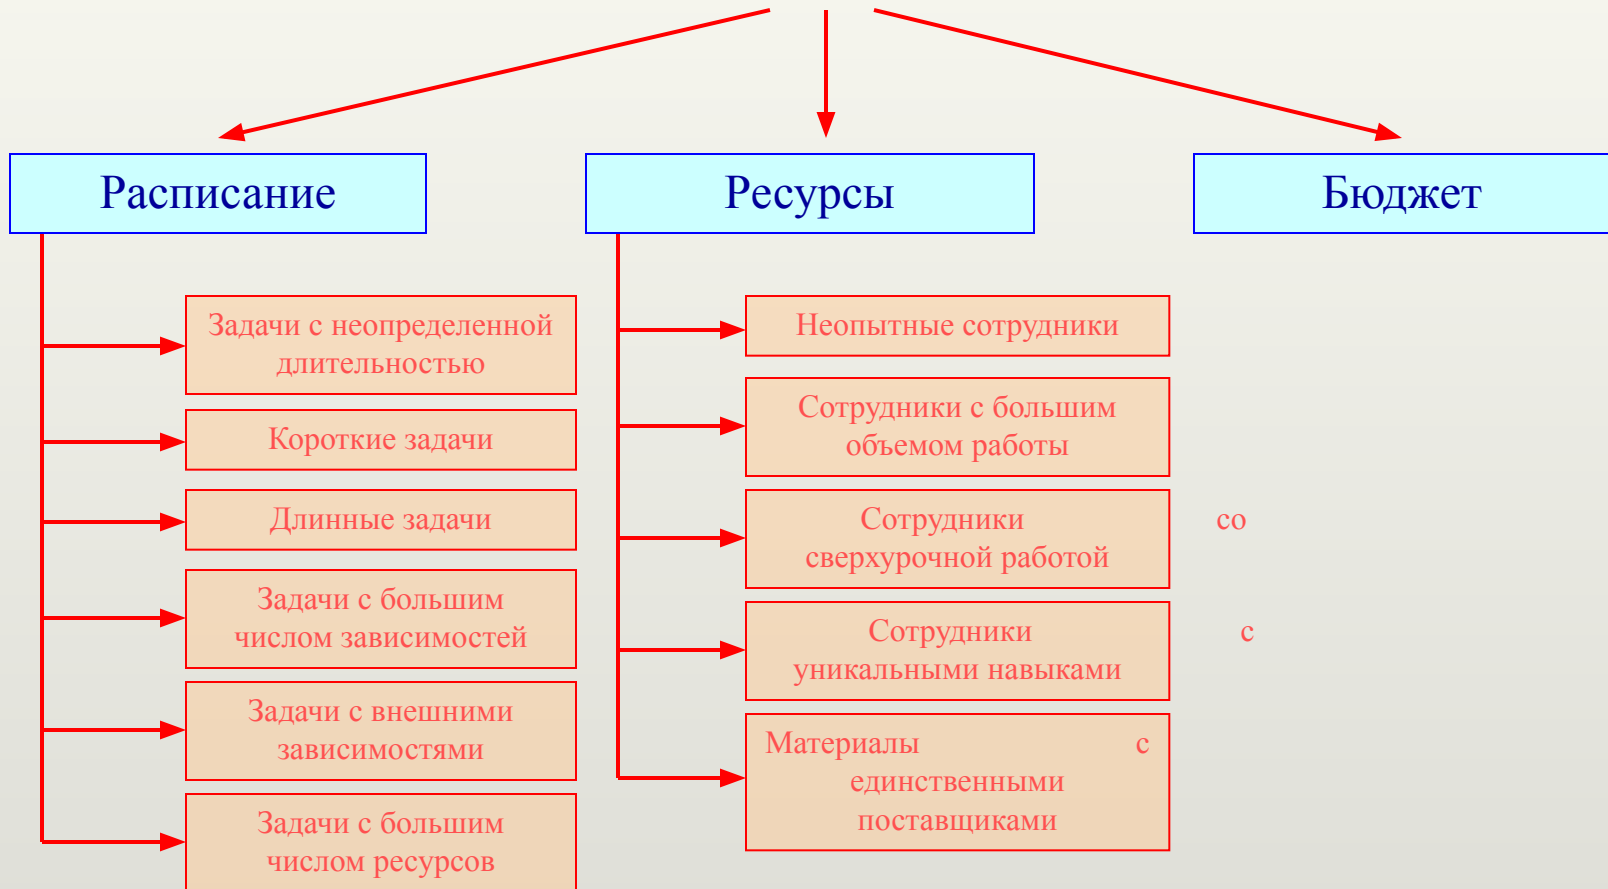 Расписание
Ресурсы
Бюджет
Задачи с неопределенной
длительностью
Короткие задачи
Длинные задачи
Задачи с большим
числом зависимостей
Задачи с внешними
зависимостями
Задачи с большим
числом ресурсов
Неопытные сотрудники
Сотрудники с большим
объемом работы
Сотрудники со
сверхурочной работой
Сотрудники с
уникальными навыками
Материалы с
единственными
поставщиками